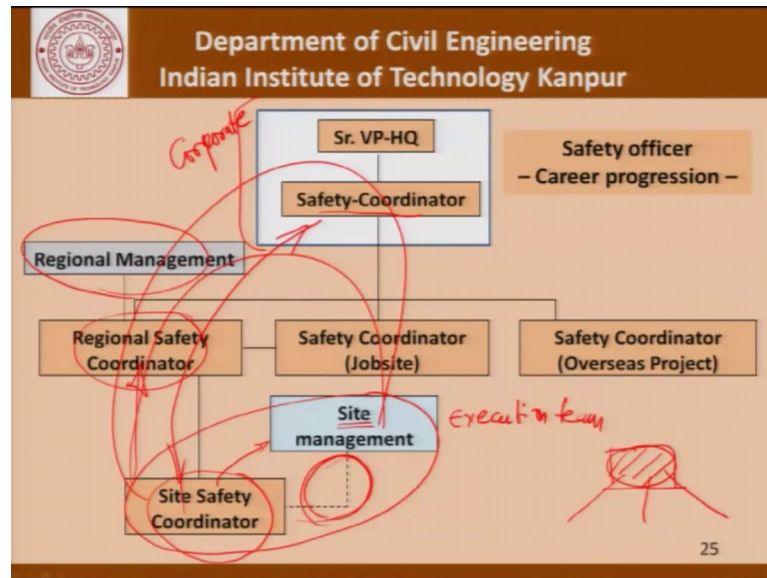 Department of Civil Engineering
Indian Institute of Technology Kanpur
Corporate
Sr. VP-HQ
Safety-Coordinator
Safety officer
– Career progression –
Regional Management
Regional Safety
Coordinator
Safety Coordinator
(Jobsite)
Safety Coordinator
(Overseas Project)
Site
management
Execution team
Site Safety
Coordinator
25